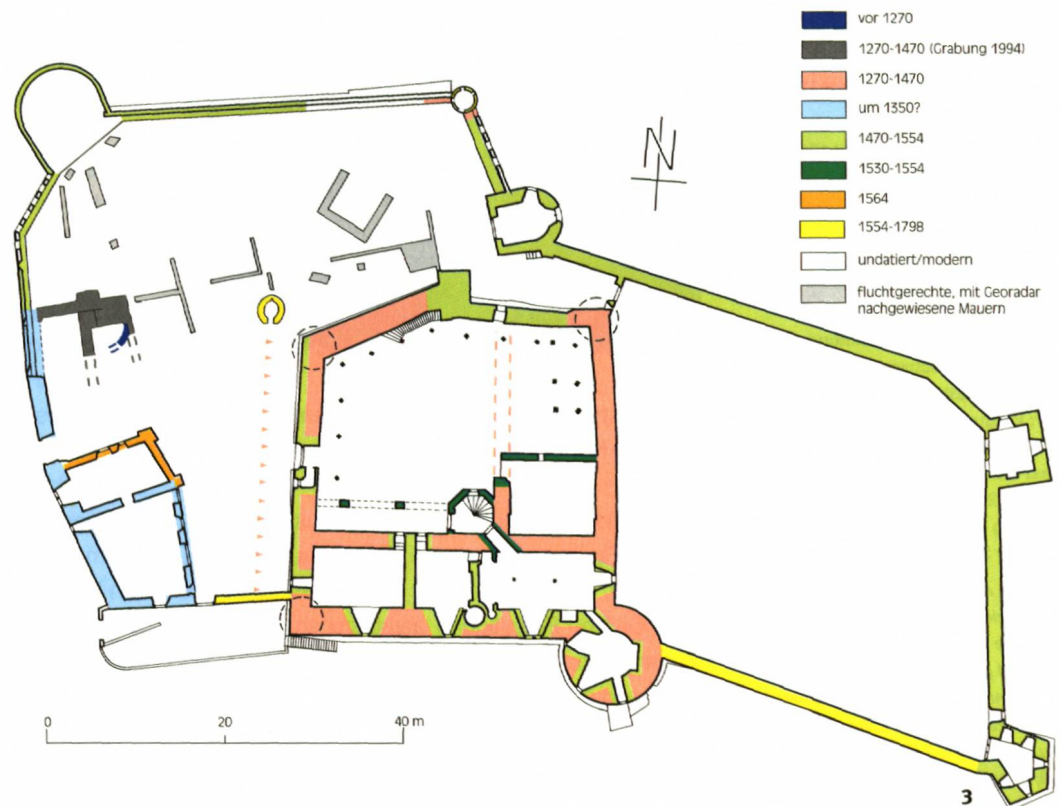 vor 1270
1270-1470 (Grabung 1994)
1270-1470
um 1350?
1470-1554
1530-1554
1564
1554-1798
undatiert/modern
fluchtgerechte, mit Georadar
nachgewiesene Mauern
N
0 20 40 m
3